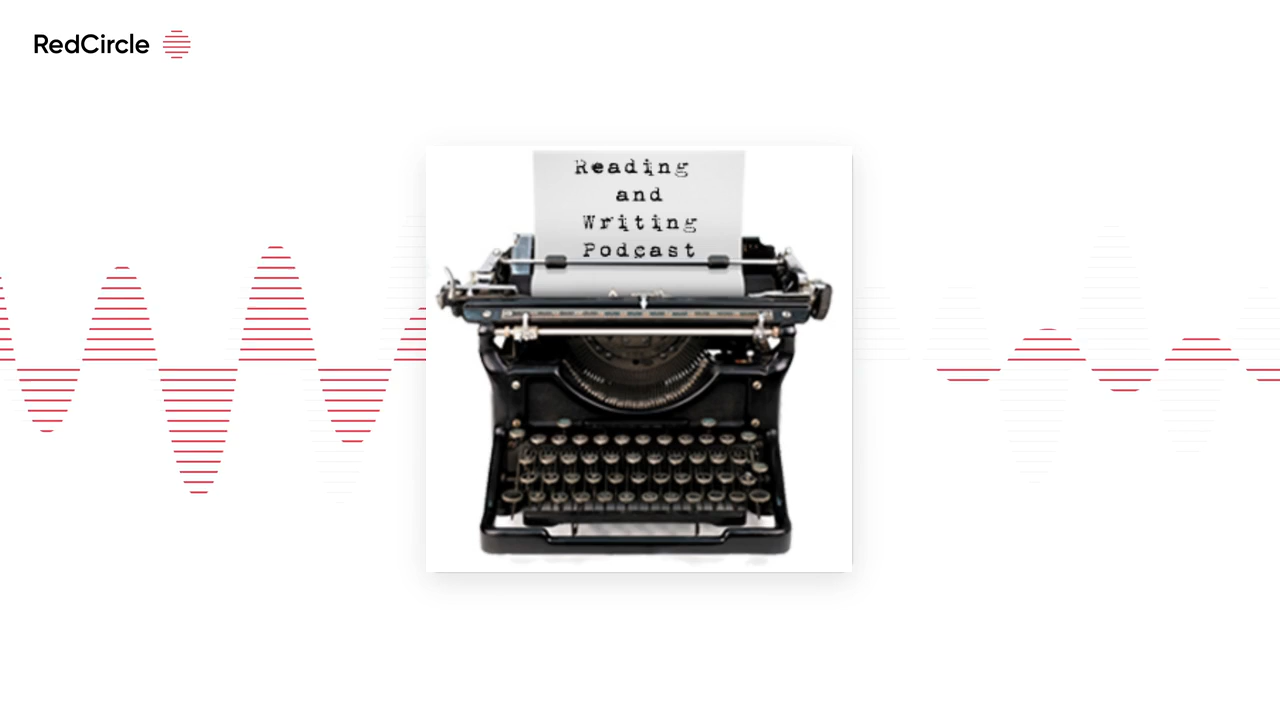 RedCircle
Reading
and
Writing
Podcast